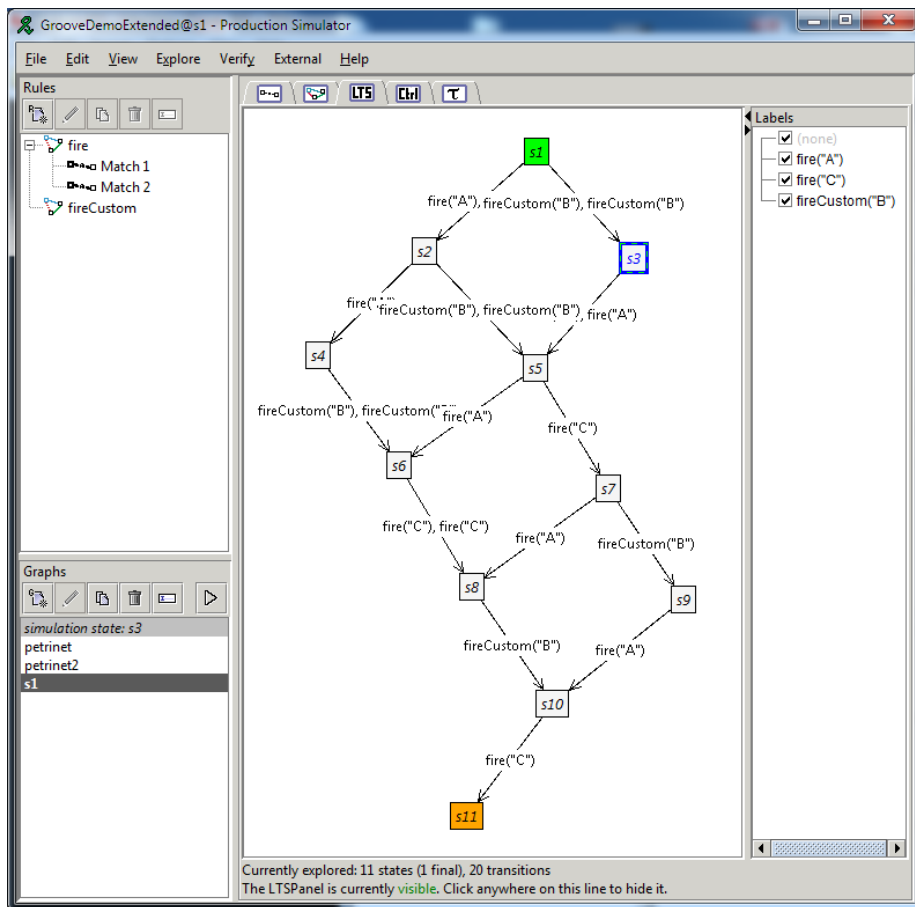 GrooveDemoExtended@s1 - Production Simulator
File Edit View Explore Verify External Help
Rules
fire
Match 1
Match 2
fireCustom
Graphs
simulation state: s3
petrinet
petrinet2
s1
LTS Ctrl τ
s1
fire("A"), fireCustom("B"), fireCustom("B")
s2
s3
fire(
fireCustom("B"), fireCustom("B")
, fire("A")
s4
s5
fireCustom("B"), fireCustom(
fire("A")
fire("C")
s6
s7
fire("C"), fire("C")
fire("A")
fireCustom("B")
s8
s9
fireCustom("B")
fire("A")
s10
fire("C")
s11
Labels
(none)
fire("A")
fire("C")
fireCustom("B")
Currently explored: 11 states (1 final), 20 transitions
The LTSPanel is currently visible. Click anywhere on this line to hide it.